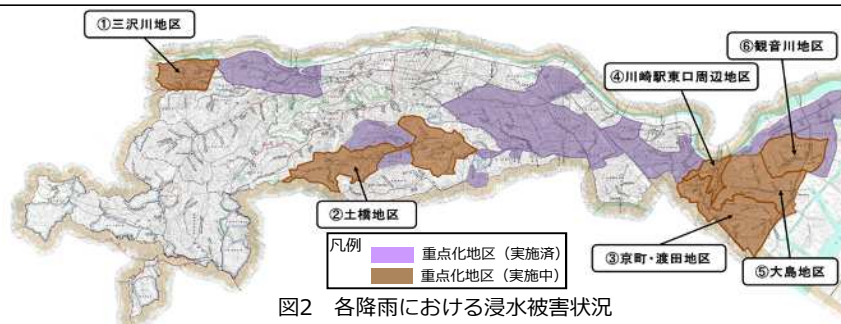 ①三沢川地区
⑥観音川地区
④川崎駅東口周辺地区
②土橋地区
凡例
重点化地区（実施済）
重点化地区（実施中）
③京町・渡田地区
⑤大島地区
図2 各降雨における浸水被害状況